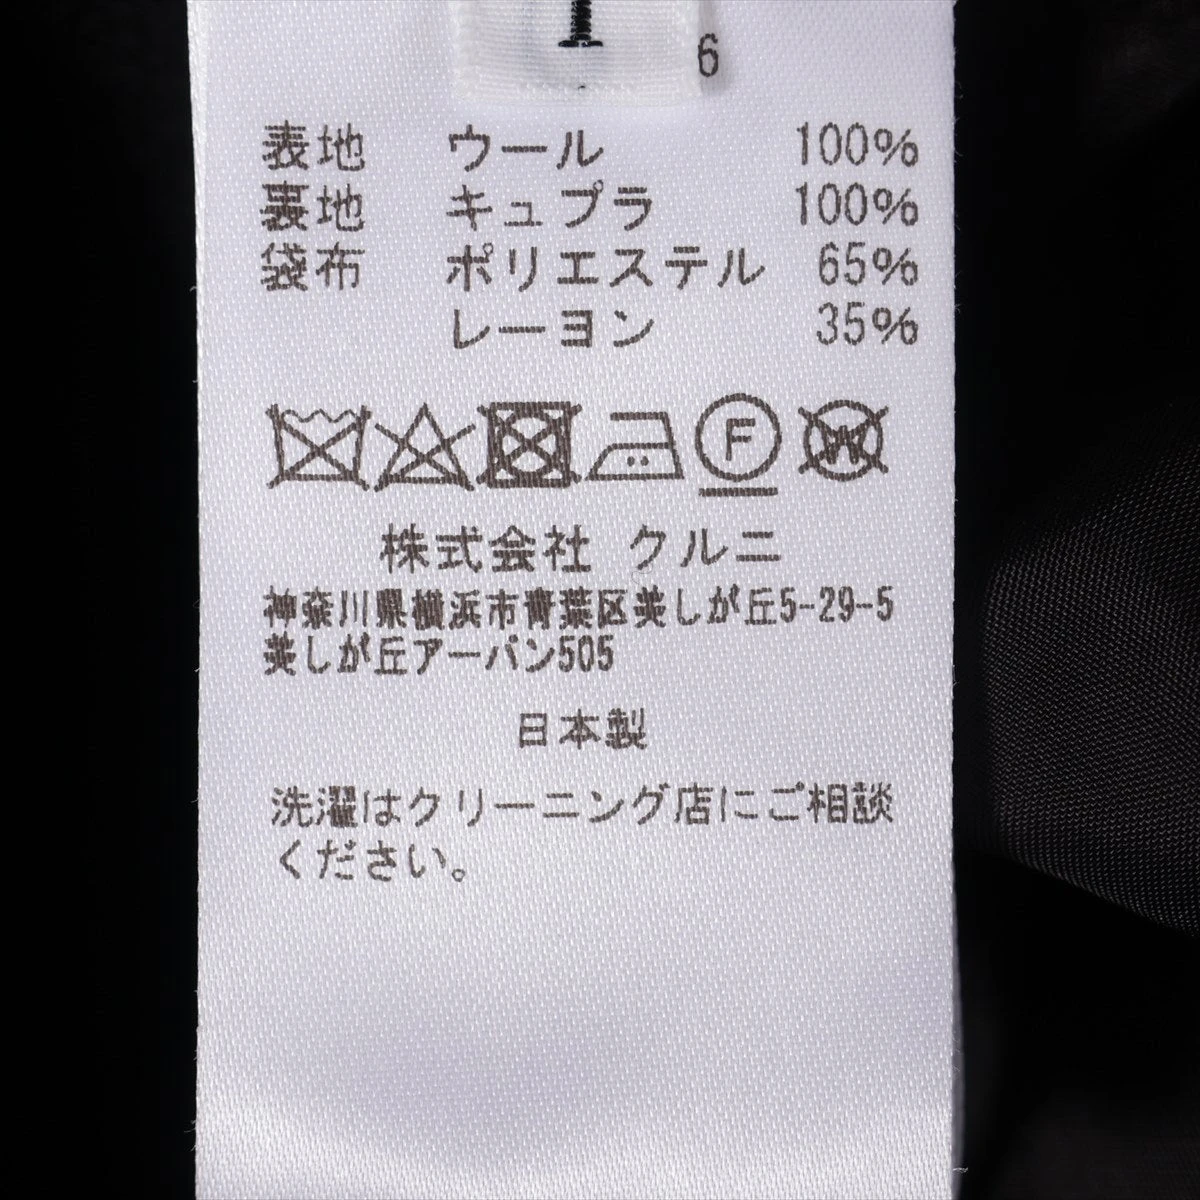 6
表地 ウール 100%
裏地 キュプラ 100%
袋布 ポリエステル 65%
レーヨン 35%
F W
株式会社 クルニ
神奈川県横浜市青葉区美しが丘5-29-5
美しが丘アーバン505
日本製
洗濯はクリーニング店にご相談
ください。